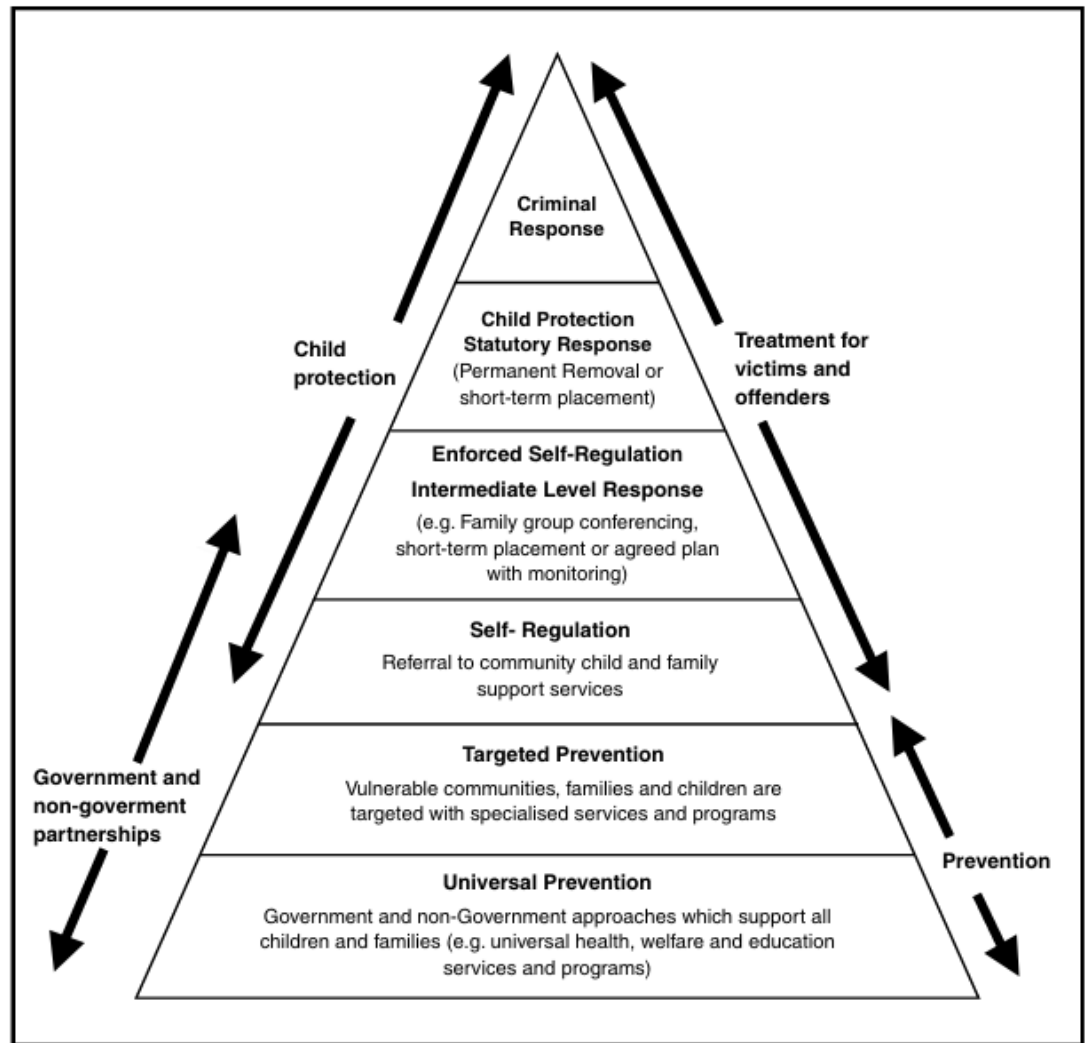 Criminal
Response
Child Protection
Statutory Response
(Permanent Removal or
short-term placement)
Child
protection
Treatment for
victims and
offenders
Enforced Self-Regulation
Intermediate Level Response
(e.g. Family group conferencing,
short-term placement or agreed plan
with monitoring)
Self- Regulation
Referral to community child and family
support services
Targeted Prevention
Vulnerable communities, families and children are
targeted with specialised services and programs
Government and
non-goverment
partnerships
Prevention
Universal Prevention
Government and non-Government approaches which support all
children and families (e.g. universal health, welfare and education
services and programs)